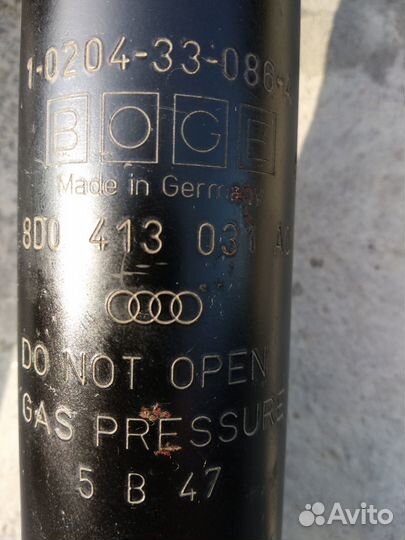 1-0204-33-086-A
BOGE
Made in Germany
8D0 413 031 AC
DO NOT OPEN
GAS PRESSURE
5 B 47
Avito